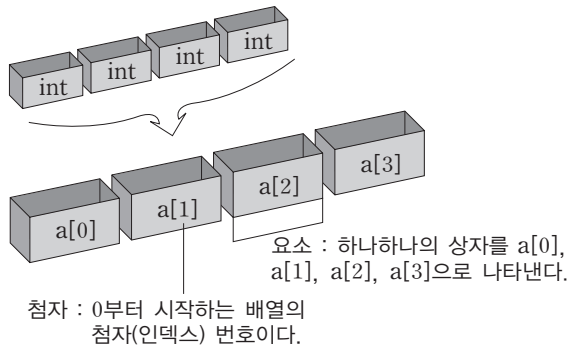 int
int
int
int
a[0]
a[1]
a[2]
a[3]
요소 : 하나하나의 상자를 a[0],
a[1], a[2], a[3]으로 나타낸다.
첨자 : 0부터 시작하는 배열의
첨자(인덱스) 번호이다.